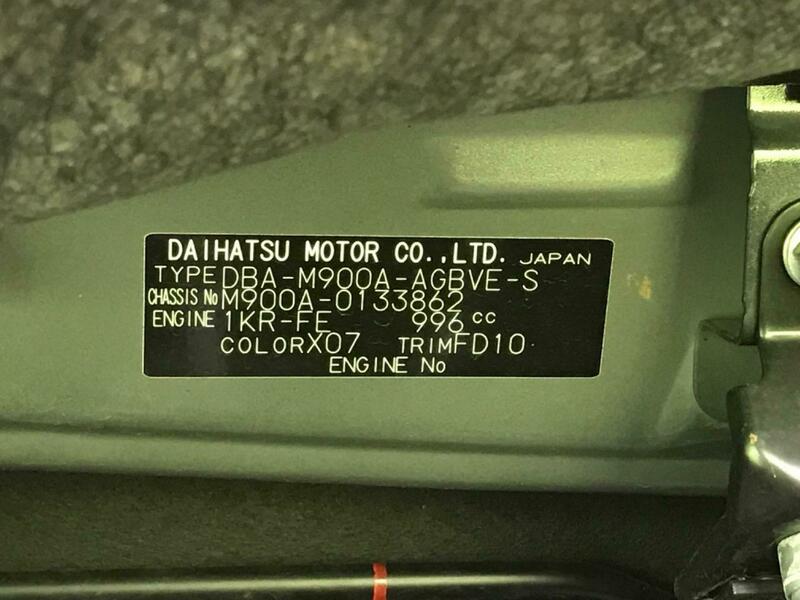 DAIHATSU MOTOR CO.,LTD. JAPAN
TYPE DBA-M900A-AGBVE-S
CHASSIS No M900A-0133862
ENGINE 1KR-FE 996 cc
COLOR X07 TRIM FD10
ENGINE No